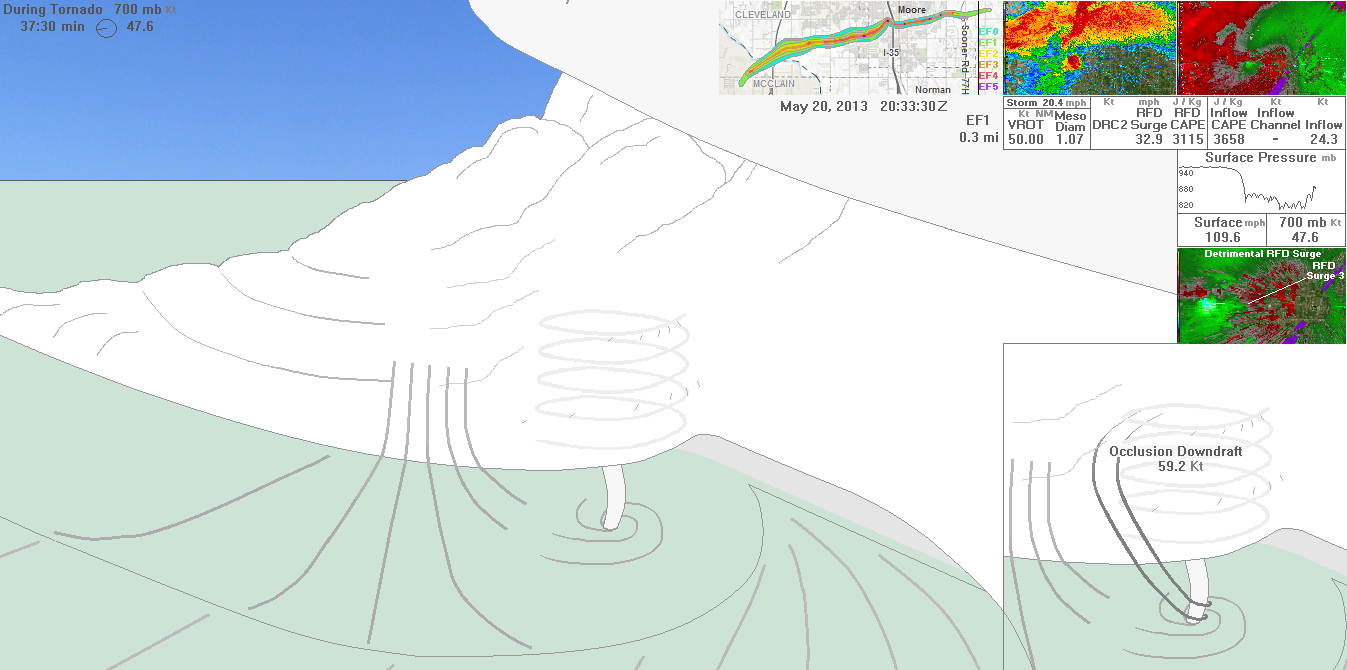 During Tornado 700 mb Kt
37:30 min 47.6
CLEVELAND
Moore
I-35
Sooner Rd
77H
MCCLAIN
Norman
EF0
EF1
EF2
EF3
EF4
EF5
May 20, 2013 20:33:30Z
EF1
0.3 mi
Storm 20.4 mph
Kt NM
VROT Meso Diam
50.00 1.07
Kt mph J / Kg
DRC2 RFD Surge RFD CAPE
32.9 3115
J / Kg Kt Kt
Inflow CAPE Inflow Channel Inflow
3658 - 24.3
Surface Pressure mb
940
880
820
Surface mph 700 mb Kt
109.6 47.6
Detrimental RFD Surge
RFD
Surge 3
Occlusion Downdraft
59.2 Kt